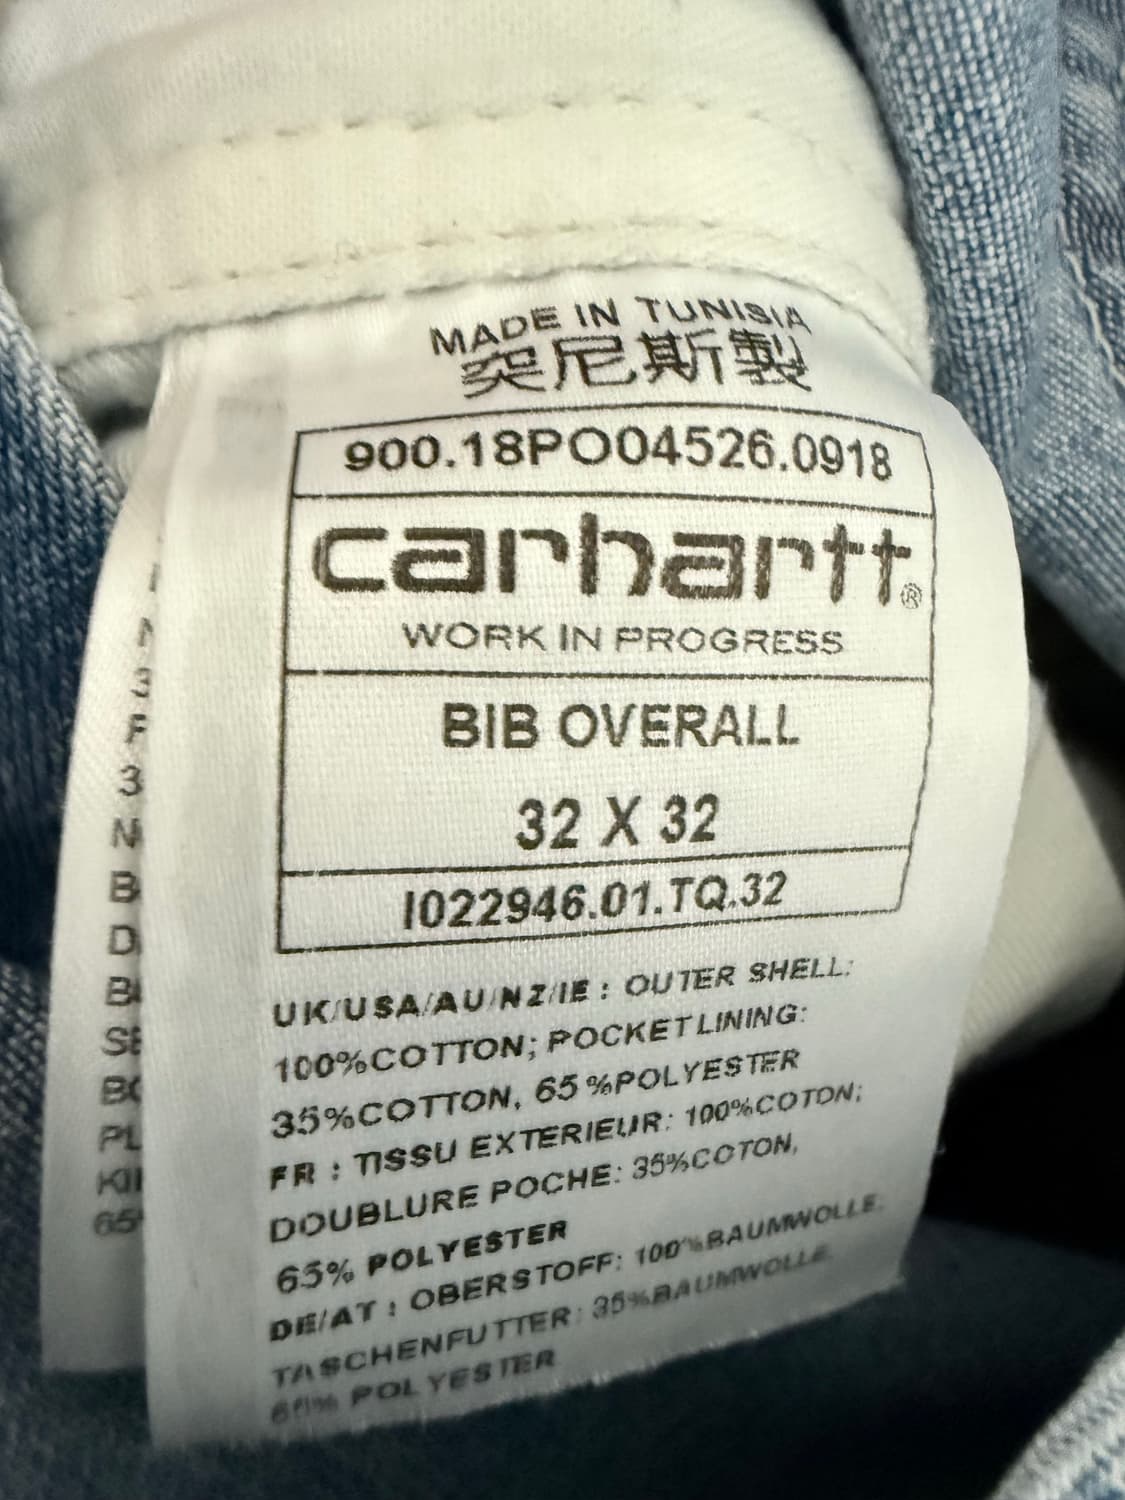 MADE IN TUNISIA
突尼斯製
900.18PO04526.0918
carhartt®
WORK IN PROGRESS
BIB OVERALL
32 X 32
I022946.01.TQ.32
UK/USA/AU/NZ/IE : OUTER SHELL:
100%COTTON; POCKET LINING:
35%COTTON, 65%POLYESTER
FR : TISSU EXTERIEUR: 100%COTON;
DOUBLURE POCHE: 35%COTON,
65% POLYESTER
DE/AT : OBERSTOFF: 100%BAUMWOLLE;
TASCHENFUTTER: 35%BAUMWOLLE,
POLYESTER